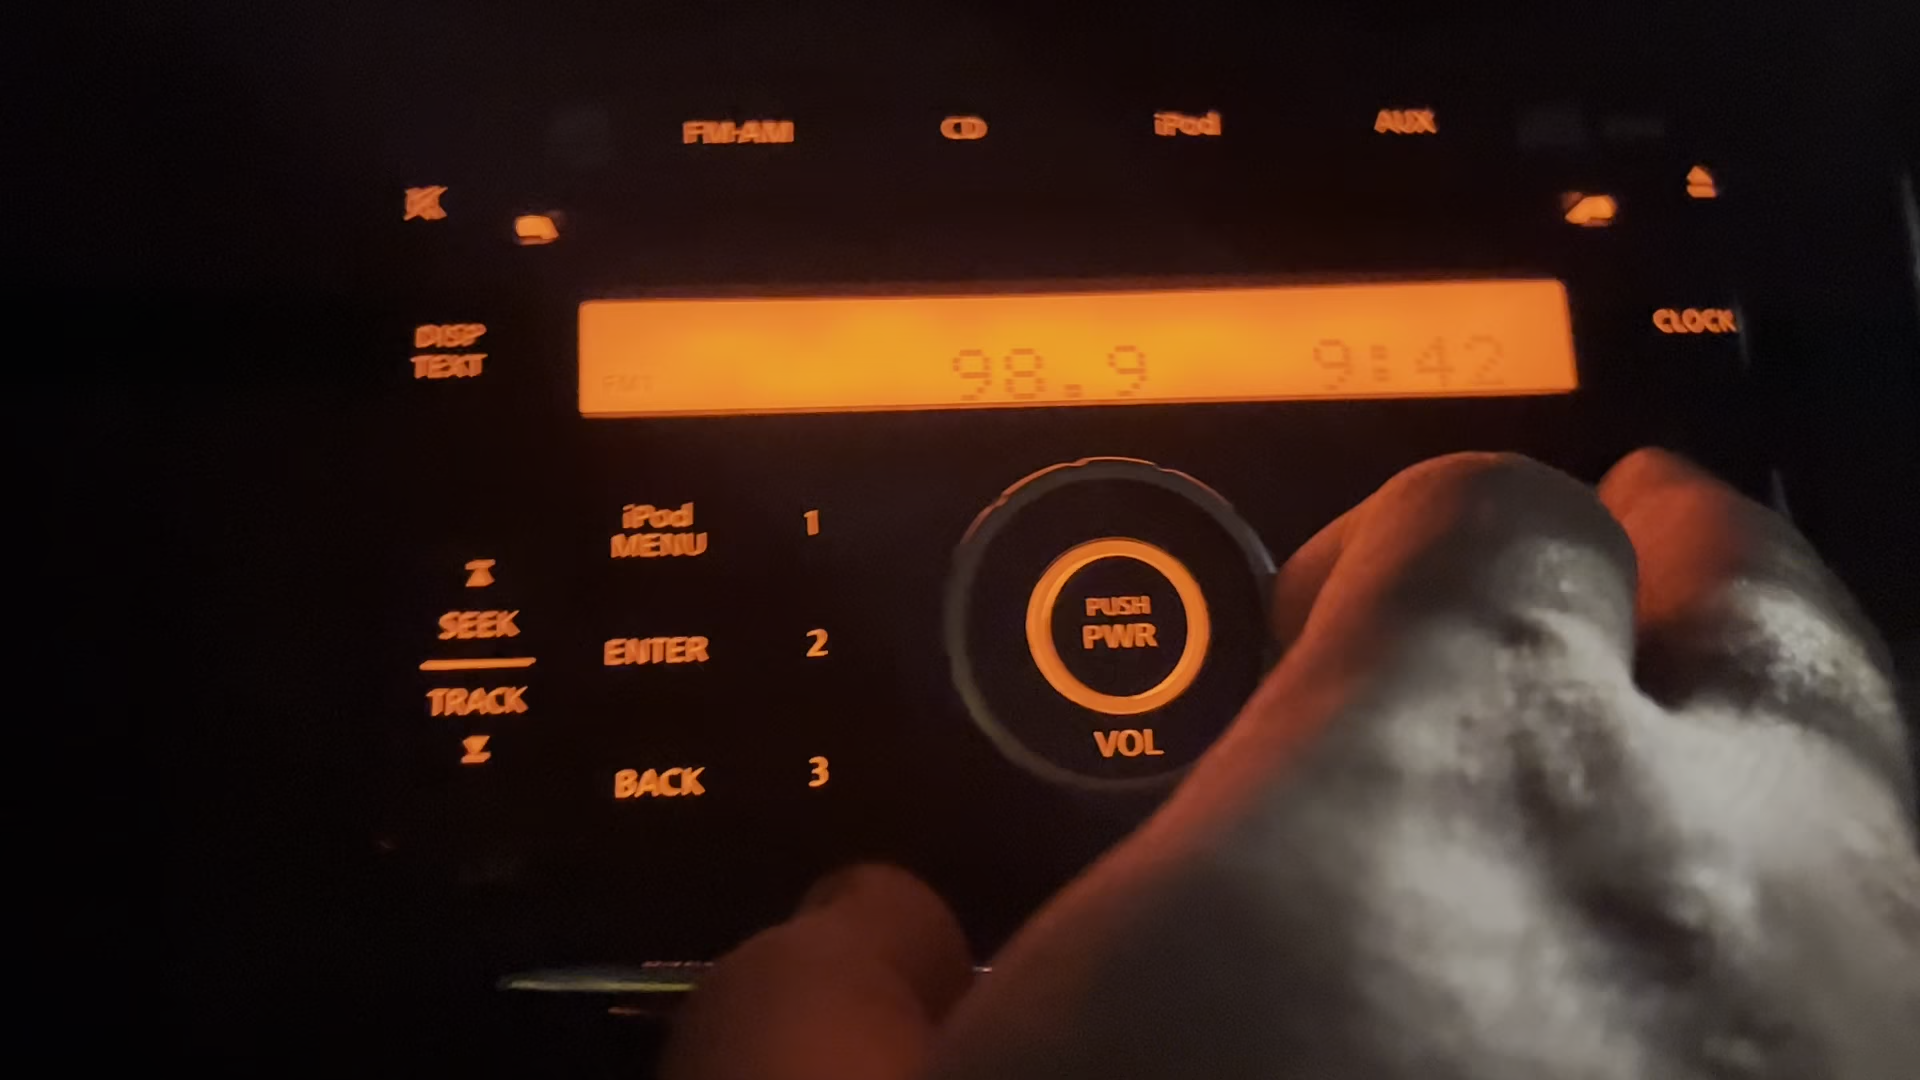 FM·AM CD iPod AUX
DISP
TEXT
CLOCK
FM1 98.9 9:42
iPod
MENU
1
SEEK
TRACK
ENTER
2
BACK
3
PUSH
PWR
VOL